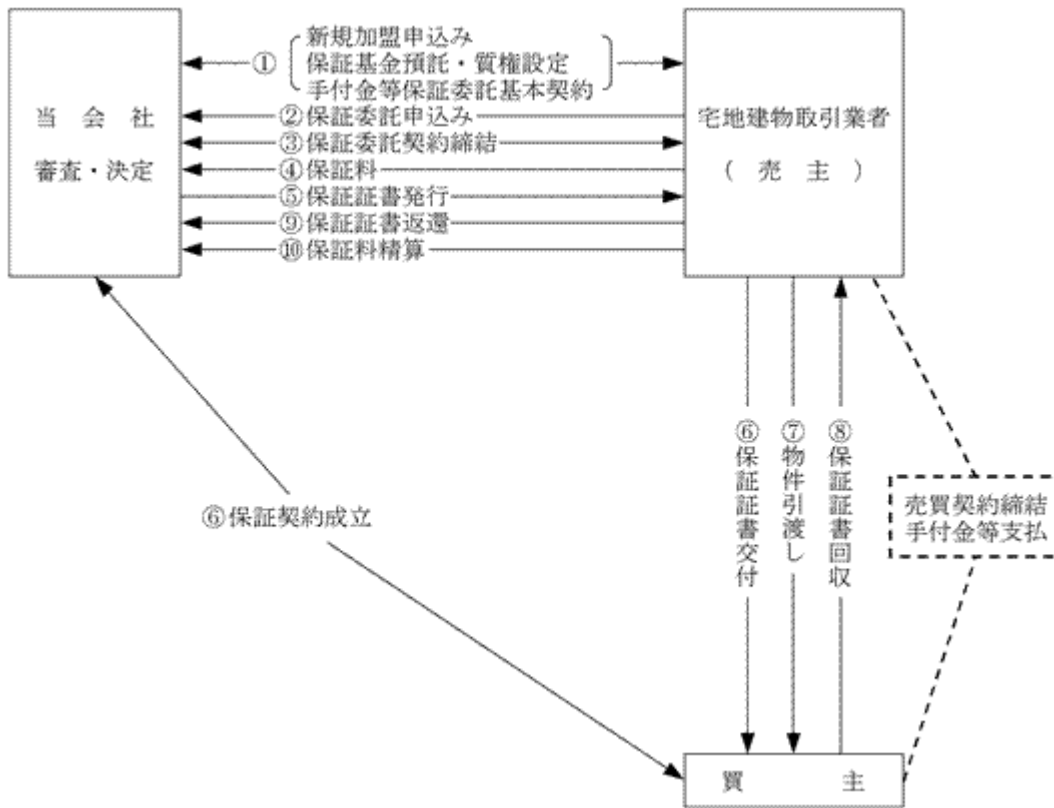 当会社
審査・決定
① 新規加盟申込み
保証基金預託・質権設定
手付金等保証委託基本契約
②保証委託申込み
③保証委託契約締結
④保証料
⑤保証証書発行
⑨保証証書返還
⑩保証料精算
宅地建物取引業者
(売主)
⑥保証契約成立
⑥保証証書交付
⑦物件引渡し
⑧保証証書回収
売買契約締結
手付金等支払
買主